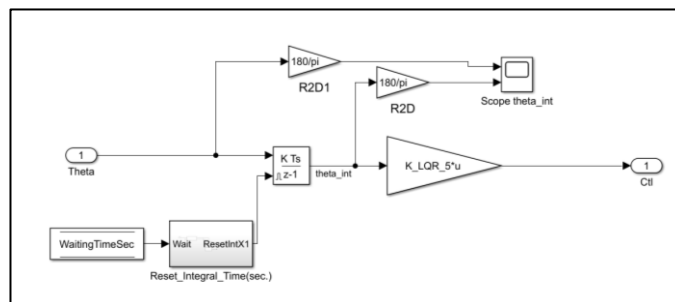 180/pi
R2D1
180/pi
R2D
Scope theta_int
1
Theta
K Ts
z-1
theta_int
K_LQR_5*u
1
Ctl
WaitingTimeSec
Wait
ResetIntX1
Reset_Integral_Time(sec.)